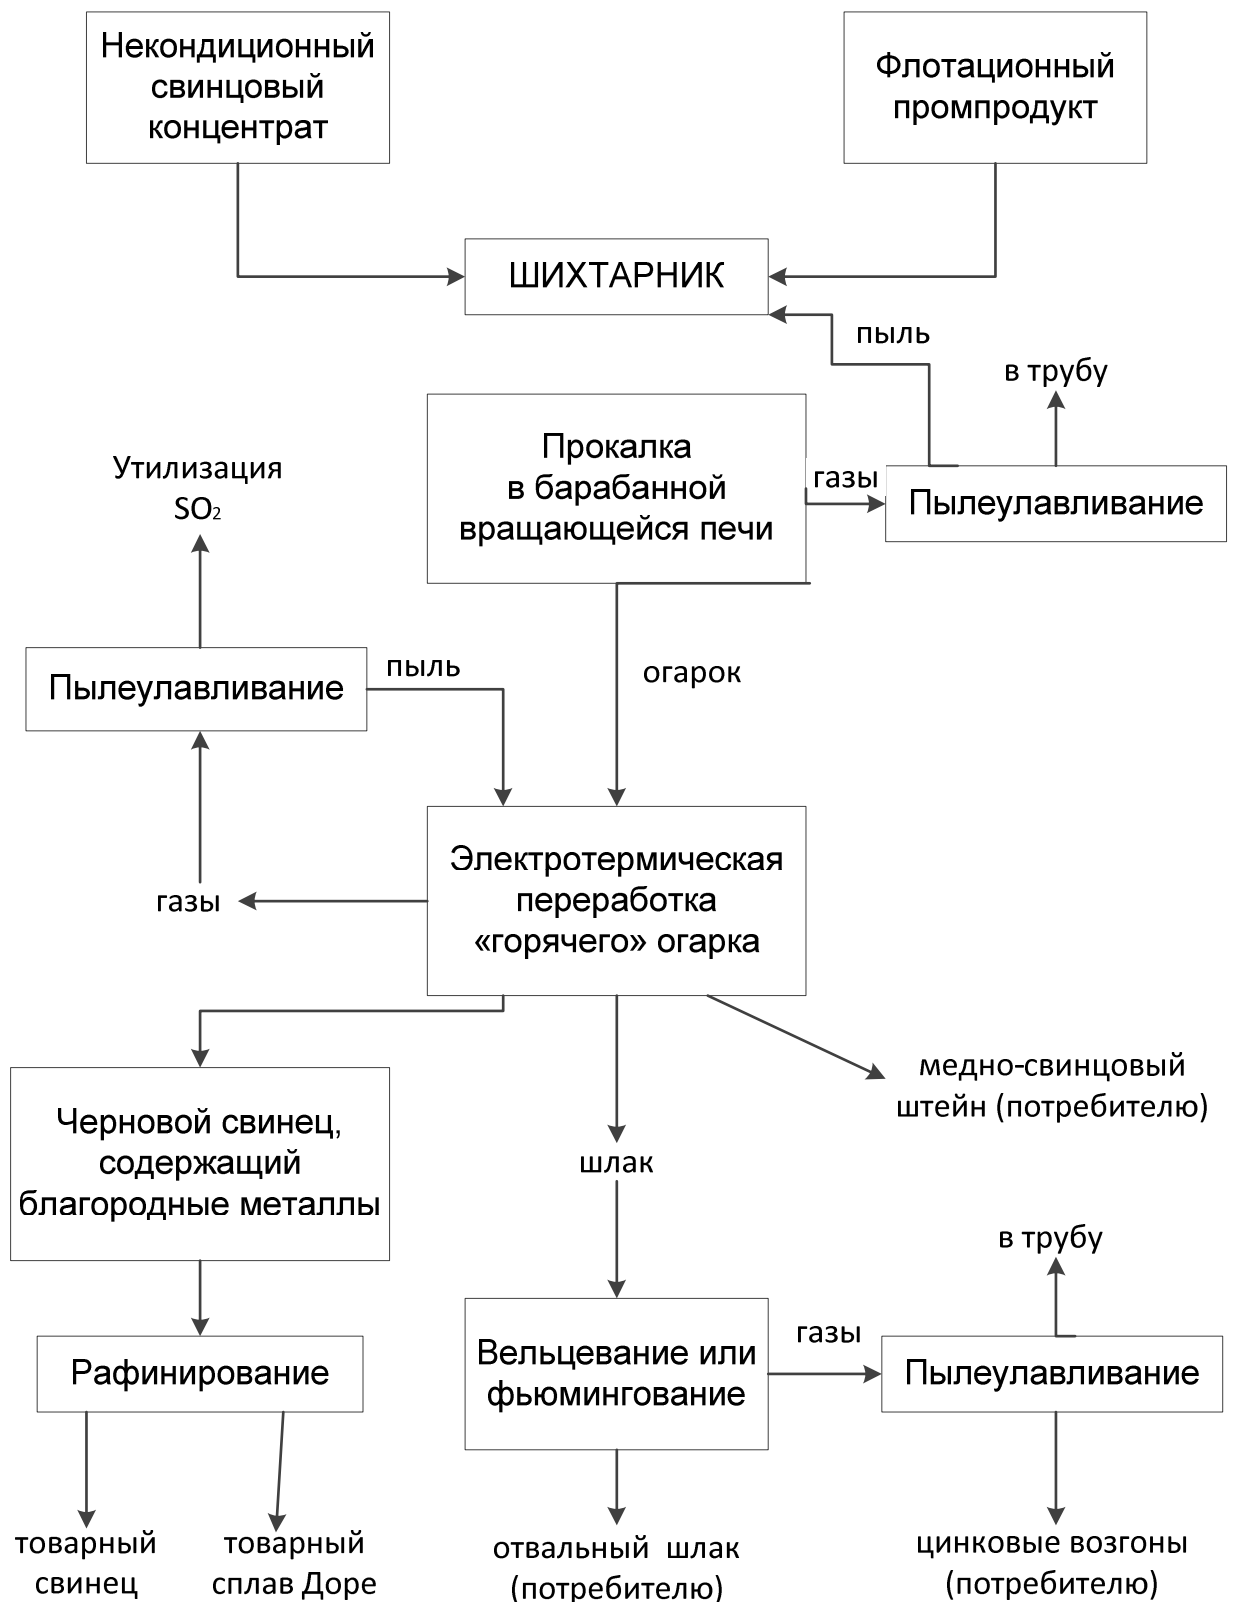 Некондиционный
свинцовый
концентрат
Флотационный
промпродукт
ШИХТАРНИК
пыль
в трубу
Прокалка
в барабанной
вращающейся печи
газы
Пылеулавливание
Утилизация
SO₂
Пылеулавливание
пыль
огарок
Электротермическая
переработка
«горячего» огарка
газы
медно-свинцовый
штейн (потребителю)
Черновой свинец,
содержащий
благородные металлы
шлак
в трубу
Рафинирование
Вельцевание или
фьюмингование
газы
Пылеулавливание
товарный
свинец
товарный
сплав Доре
отвальный шлак
(потребителю)
цинковые возгоны
(потребителю)